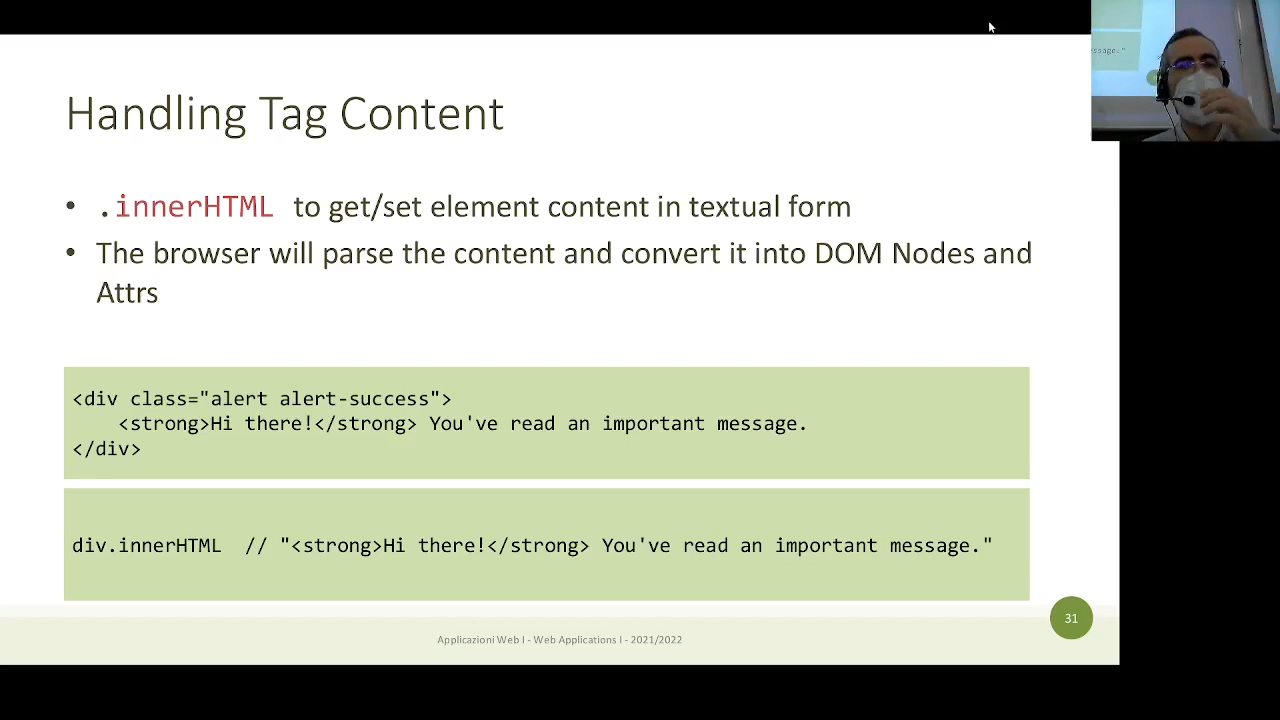 Handling Tag Content
• .innerHTML to get/set element content in textual form
• The browser will parse the content and convert it into DOM Nodes and
Attrs
<div class="alert alert-success">
<strong>Hi there!</strong> You've read an important message.
</div>
div.innerHTML // "<strong>Hi there!</strong> You've read an important message."
31
Applicazioni Web I - Web Applications I - 2021/2022
ssage."